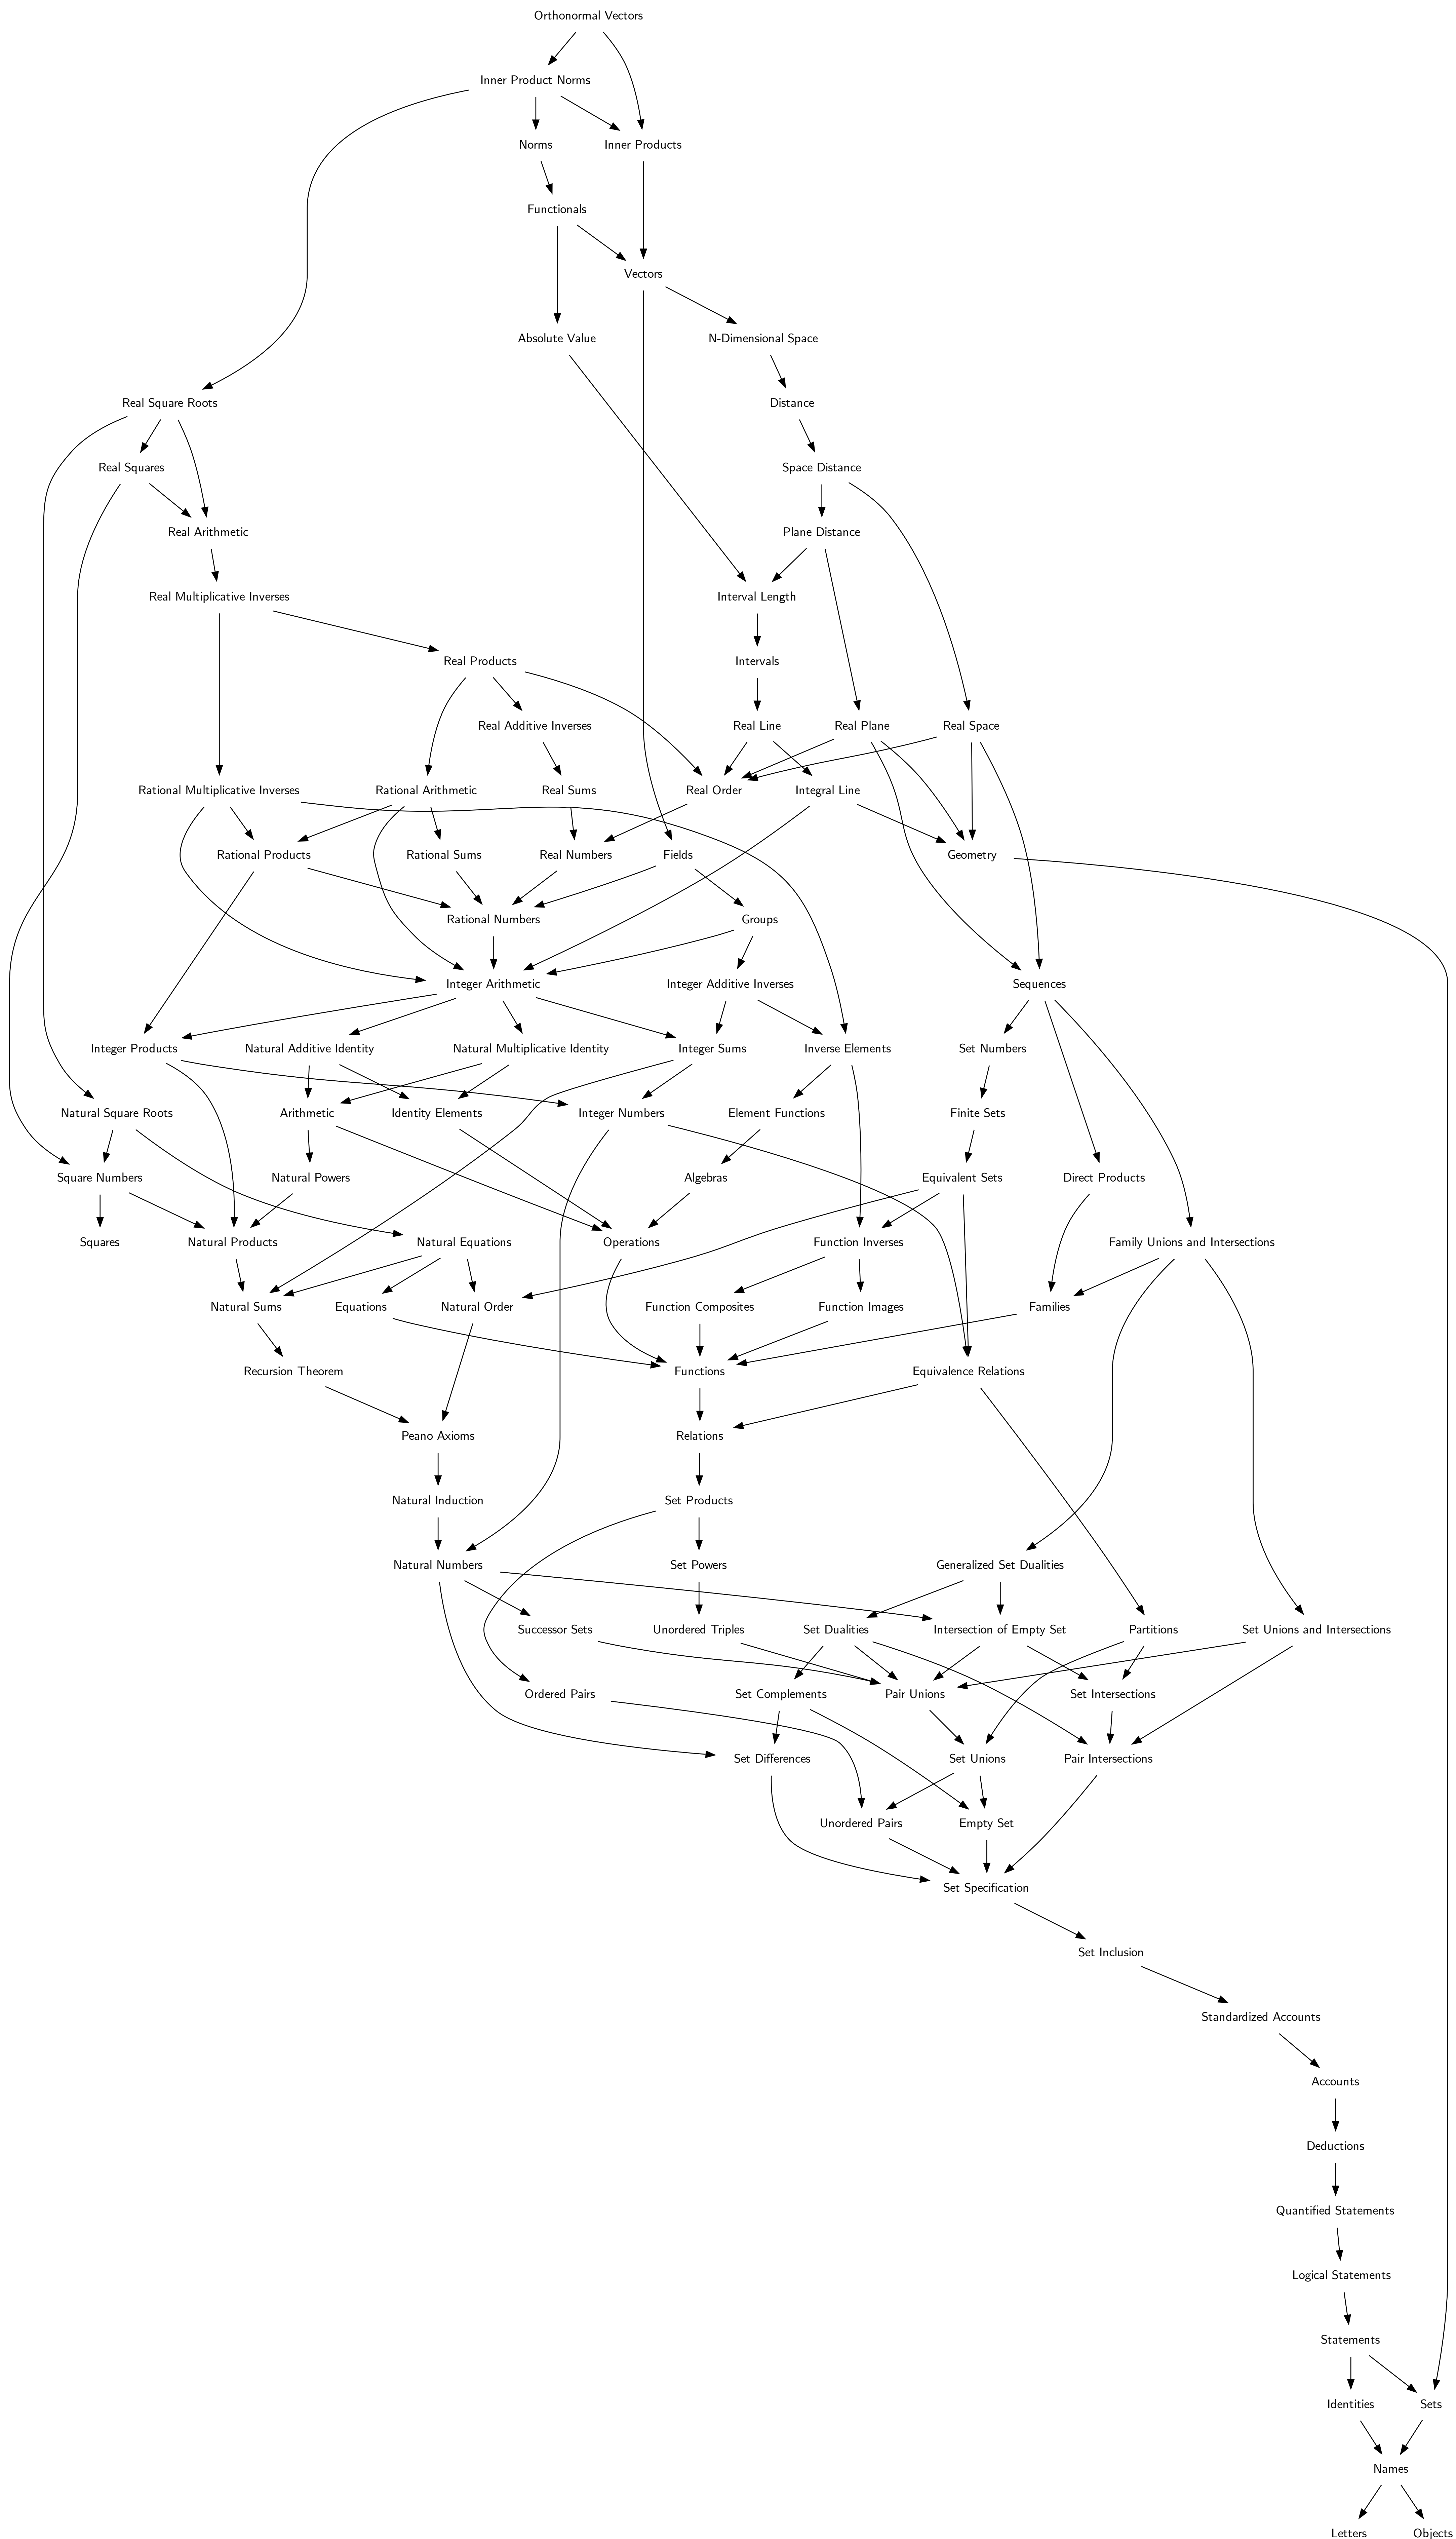 Orthonormal Vectors
Inner Product Norms
Norms
Inner Products
Functionals
Vectors
Absolute Value
N-Dimensional Space
Real Square Roots
Distance
Real Squares
Space Distance
Real Arithmetic
Plane Distance
Real Multiplicative Inverses
Interval Length
Real Products
Intervals
Real Additive Inverses
Real Line
Real Plane
Real Space
Rational Multiplicative Inverses
Rational Arithmetic
Real Sums
Real Order
Integral Line
Rational Products
Rational Sums
Real Numbers
Fields
Geometry
Rational Numbers
Groups
Integer Arithmetic
Integer Additive Inverses
Sequences
Integer Products
Natural Additive Identity
Natural Multiplicative Identity
Integer Sums
Inverse Elements
Set Numbers
Natural Square Roots
Arithmetic
Identity Elements
Integer Numbers
Element Functions
Finite Sets
Square Numbers
Natural Powers
Algebras
Equivalent Sets
Direct Products
Squares
Natural Products
Natural Equations
Operations
Function Inverses
Family Unions and Intersections
Natural Sums
Equations
Natural Order
Function Composites
Function Images
Families
Recursion Theorem
Functions
Equivalence Relations
Peano Axioms
Relations
Natural Induction
Set Products
Natural Numbers
Set Powers
Generalized Set Dualities
Successor Sets
Unordered Triples
Set Dualities
Intersection of Empty Set
Partitions
Set Unions and Intersections
Ordered Pairs
Set Complements
Pair Unions
Set Intersections
Set Differences
Set Unions
Pair Intersections
Unordered Pairs
Empty Set
Set Specification
Set Inclusion
Standardized Accounts
Accounts
Deductions
Quantified Statements
Logical Statements
Statements
Identities
Sets
Names
Letters
Objects